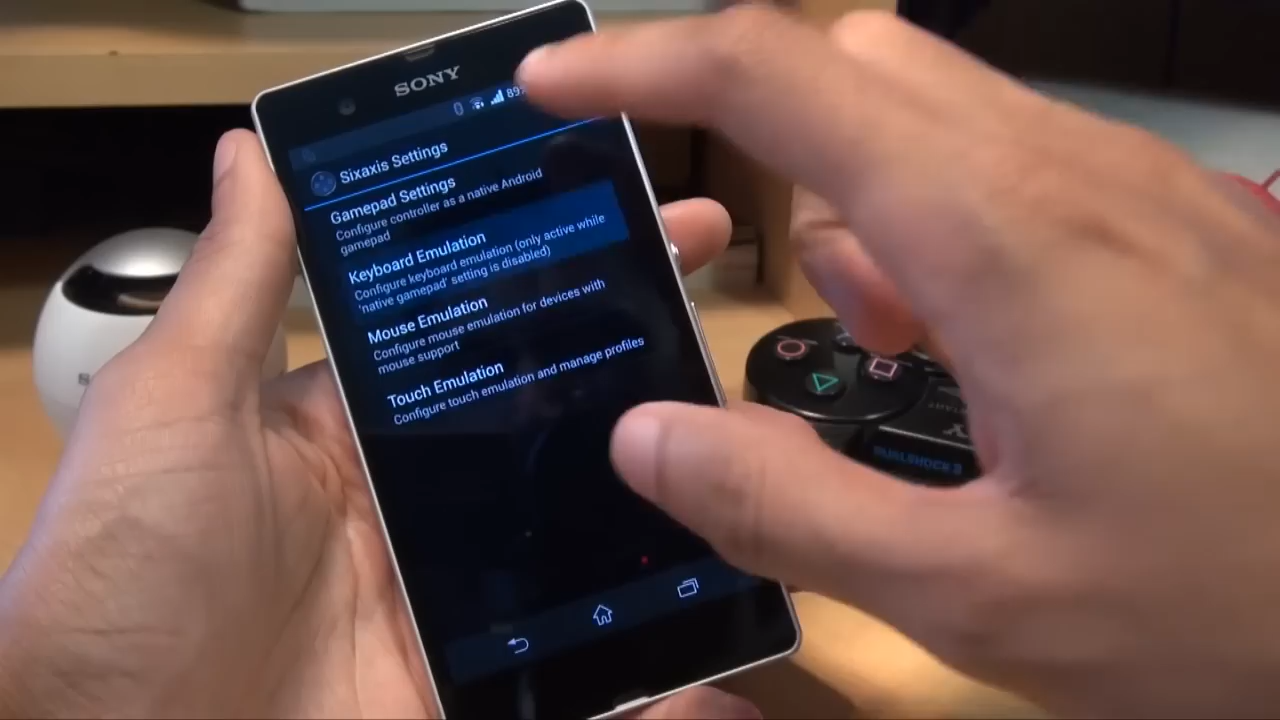 SONY
89
Sixaxis Settings
Gamepad Settings
Configure controller as a native Android
gamepad
Keyboard Emulation
Configure keyboard emulation (only active while
'native gamepad' setting is disabled)
Mouse Emulation
Configure mouse emulation for devices with
mouse support
Touch Emulation
Configure touch emulation and manage profiles
START
DUALSHOCK 3